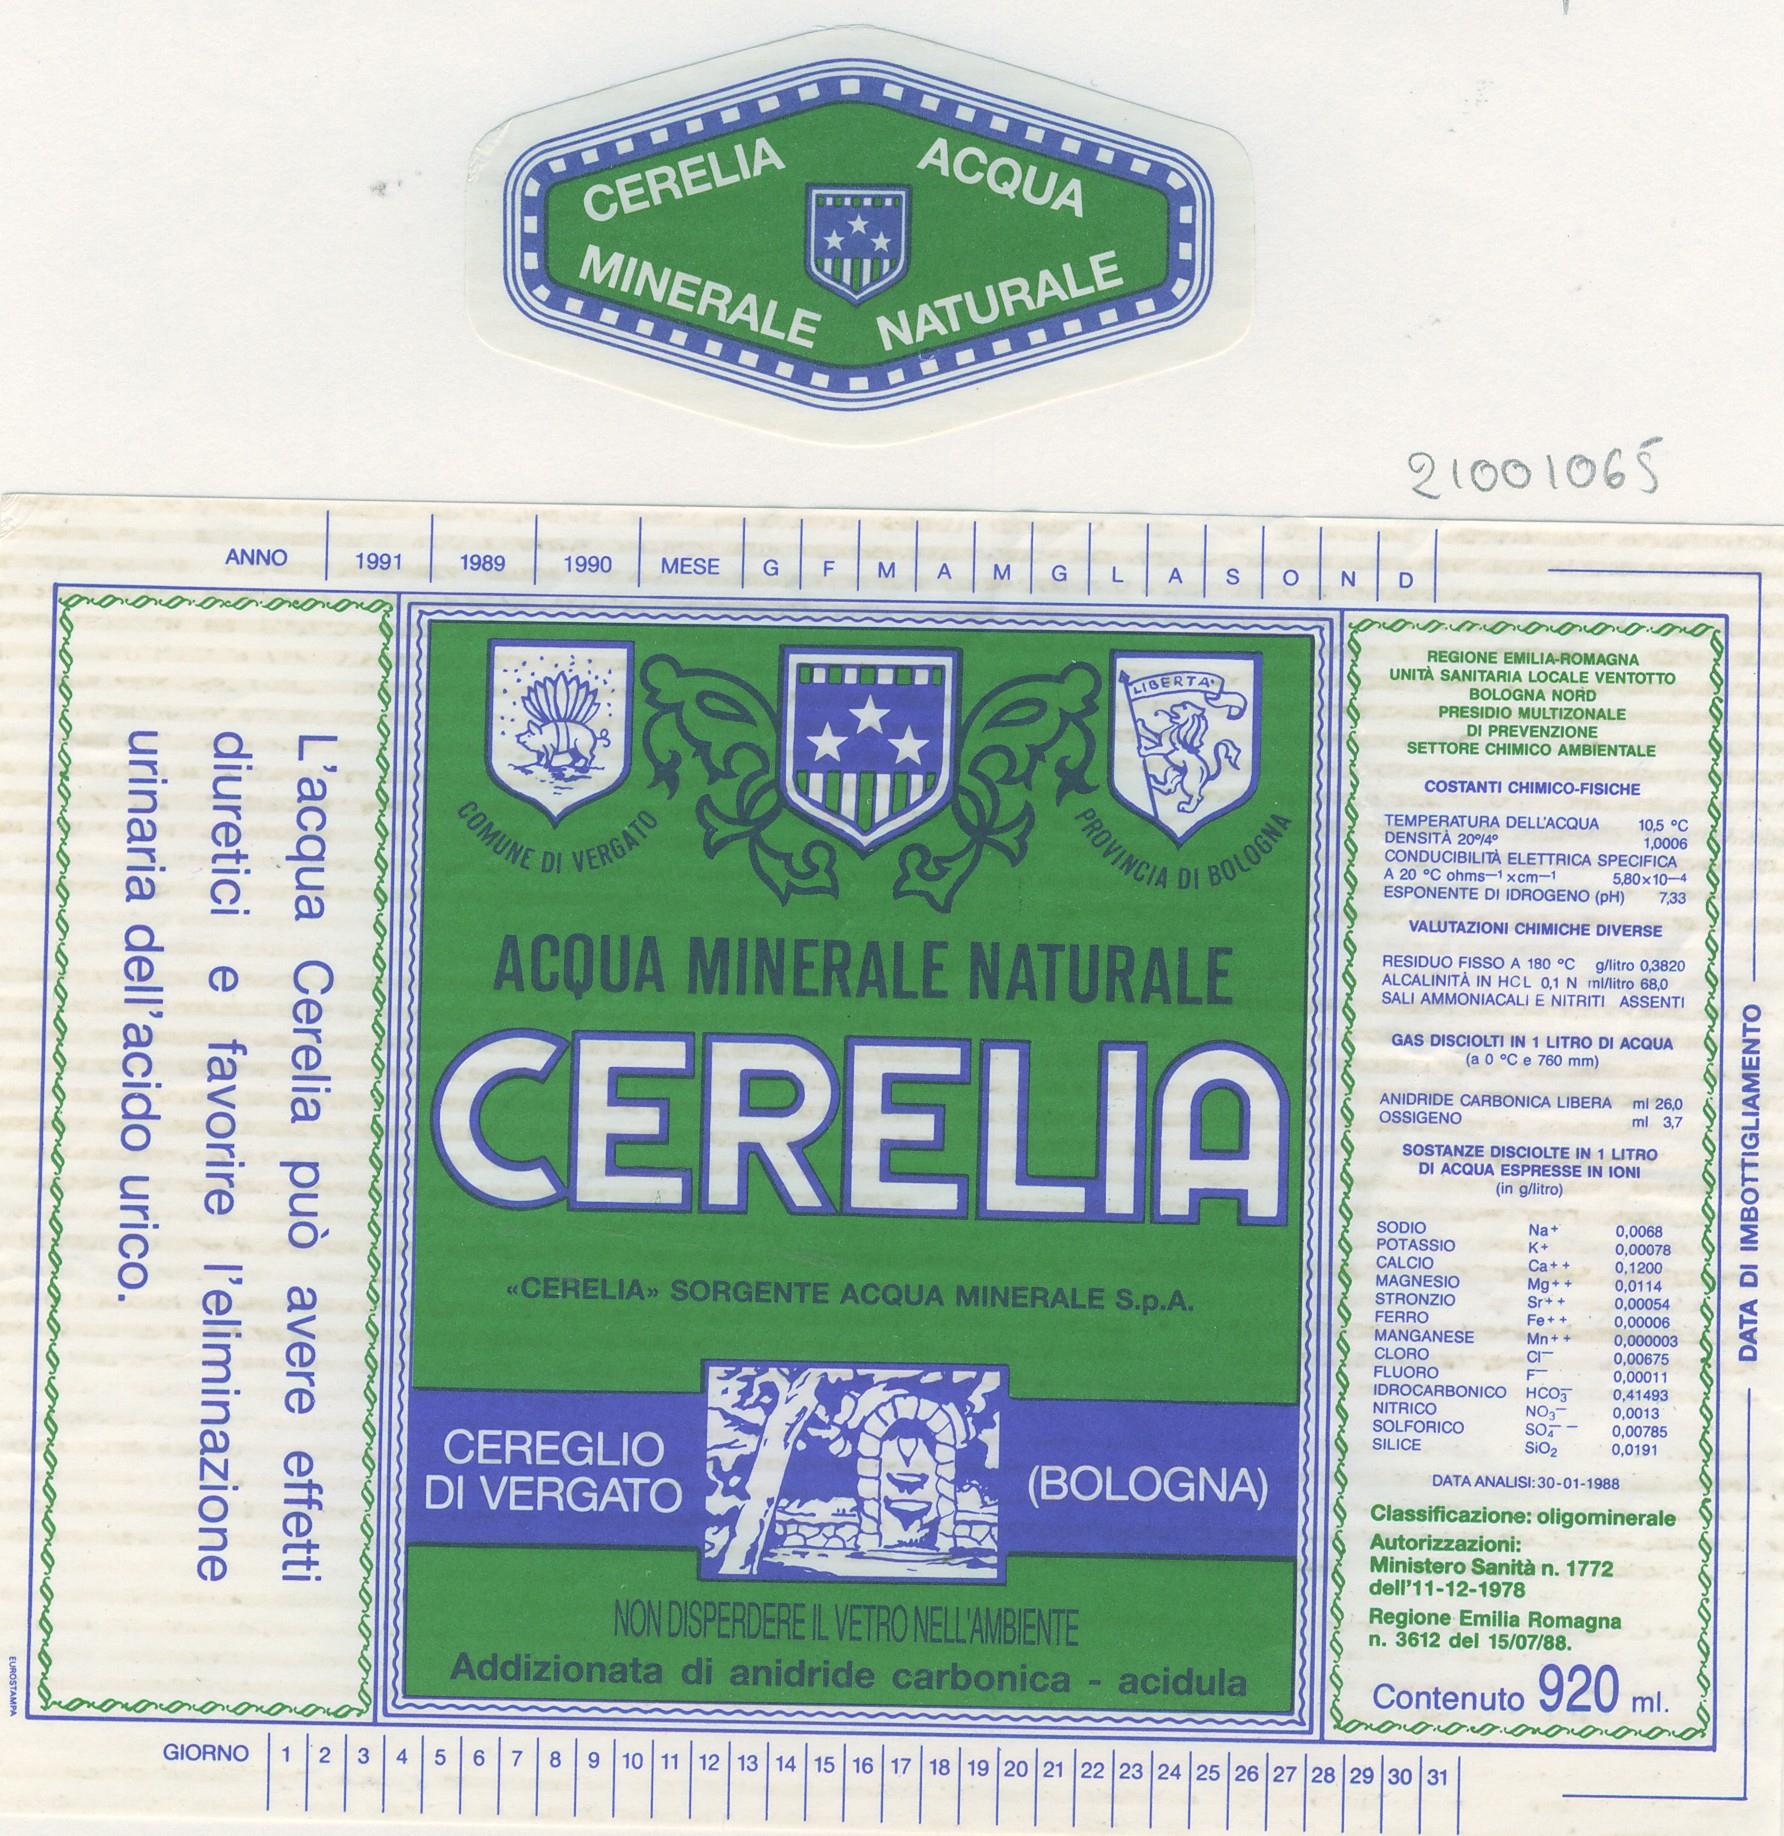 CERELIA ACQUA
MINERALE NATURALE
21001065
ANNO 1991 1989 1990 MESE G F M A M G L A S O N D
L'acqua Cerelia può avere effetti
diuretici e favorire l'eliminazione
urinaria dell'acido urico.
EUROSTAMPA
LIBERTA
COMUNE DI VERGATO
PROVINCIA DI BOLOGNA
ACQUA MINERALE NATURALE
CERELIA
«CERELIA» SORGENTE ACQUA MINERALE S.p.A.
CEREGLIO
DI VERGATO
(BOLOGNA)
NON DISPERDERE IL VETRO NELL'AMBIENTE
Addizionata di anidride carbonica - acidula
REGIONE EMILIA-ROMAGNA
UNITÀ SANITARIA LOCALE VENTOTTO
BOLOGNA NORD
PRESIDIO MULTIZONALE
DI PREVENZIONE
SETTORE CHIMICO AMBIENTALE
COSTANTI CHIMICO-FISICHE
TEMPERATURA DELL'ACQUA 10,5 °C
DENSITÀ 20°/4° 1,0006
CONDUCIBILITÀ ELETTRICA SPECIFICA
A 20 °C ohms—¹ x cm—¹ 5,80×10—⁴
ESPONENTE DI IDROGENO (pH) 7,33
VALUTAZIONI CHIMICHE DIVERSE
RESIDUO FISSO A 180 °C g/litro 0,3820
ALCALINITÀ IN HCL 0,1 N ml/litro 68,0
SALI AMMONIACALI E NITRITI ASSENTI
GAS DISCIOLTI IN 1 LITRO DI ACQUA
(a 0 °C e 760 mm)
ANIDRIDE CARBONICA LIBERA ml 26,0
OSSIGENO ml 3,7
SOSTANZE DISCIOLTE IN 1 LITRO
DI ACQUA ESPRESSE IN IONI
(in g/litro)
SODIO Na+ 0,0068
POTASSIO K+ 0,00078
CALCIO Ca++ 0,1200
MAGNESIO Mg++ 0,0114
STRONZIO Sr++ 0,00054
FERRO Fe++ 0,00006
MANGANESE Mn++ 0,000003
CLORO Cl— 0,00675
FLUORO F— 0,00011
IDROCARBONICO HCO₃— 0,41493
NITRICO NO₃— 0,0013
SOLFORICO SO₄— — 0,00785
SILICE SiO₂ 0,0191
DATA ANALISI: 30-01-1988
Classificazione: oligominerale
Autorizzazioni:
Ministero Sanità n. 1772
dell'11-12-1978
Regione Emilia Romagna
n. 3612 del 15/07/88.
Contenuto 920 ml.
DATA DI IMBOTTIGLIAMENTO
GIORNO 1 2 3 4 5 6 7 8 9 10 11 12 13 14 15 16 17 18 19 20 21 22 23 24 25 26 27 28 29 30 31